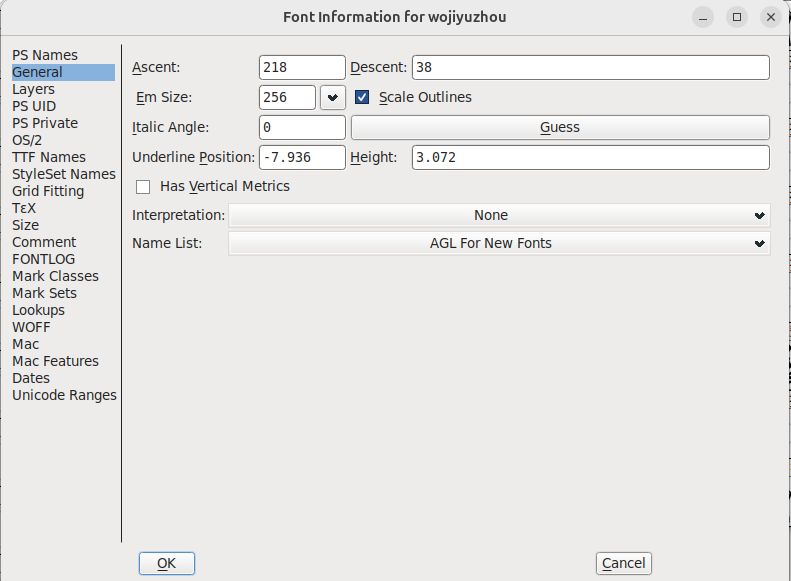 Font Information for wojiyuzhou
PS Names
General
Layers
PS UID
PS Private
OS/2
TTF Names
StyleSet Names
Grid Fitting
ΤεΧ
Size
Comment
FONTLOG
Mark Classes
Mark Sets
Lookups
WOFF
Mac
Mac Features
Dates
Unicode Ranges
Ascent: 218 Descent: 38
Em Size: 256 Scale Outlines
Italic Angle: 0 Guess
Underline Position: -7.936 Height: 3.072
Has Vertical Metrics
Interpretation: None
Name List: AGL For New Fonts
OK Cancel